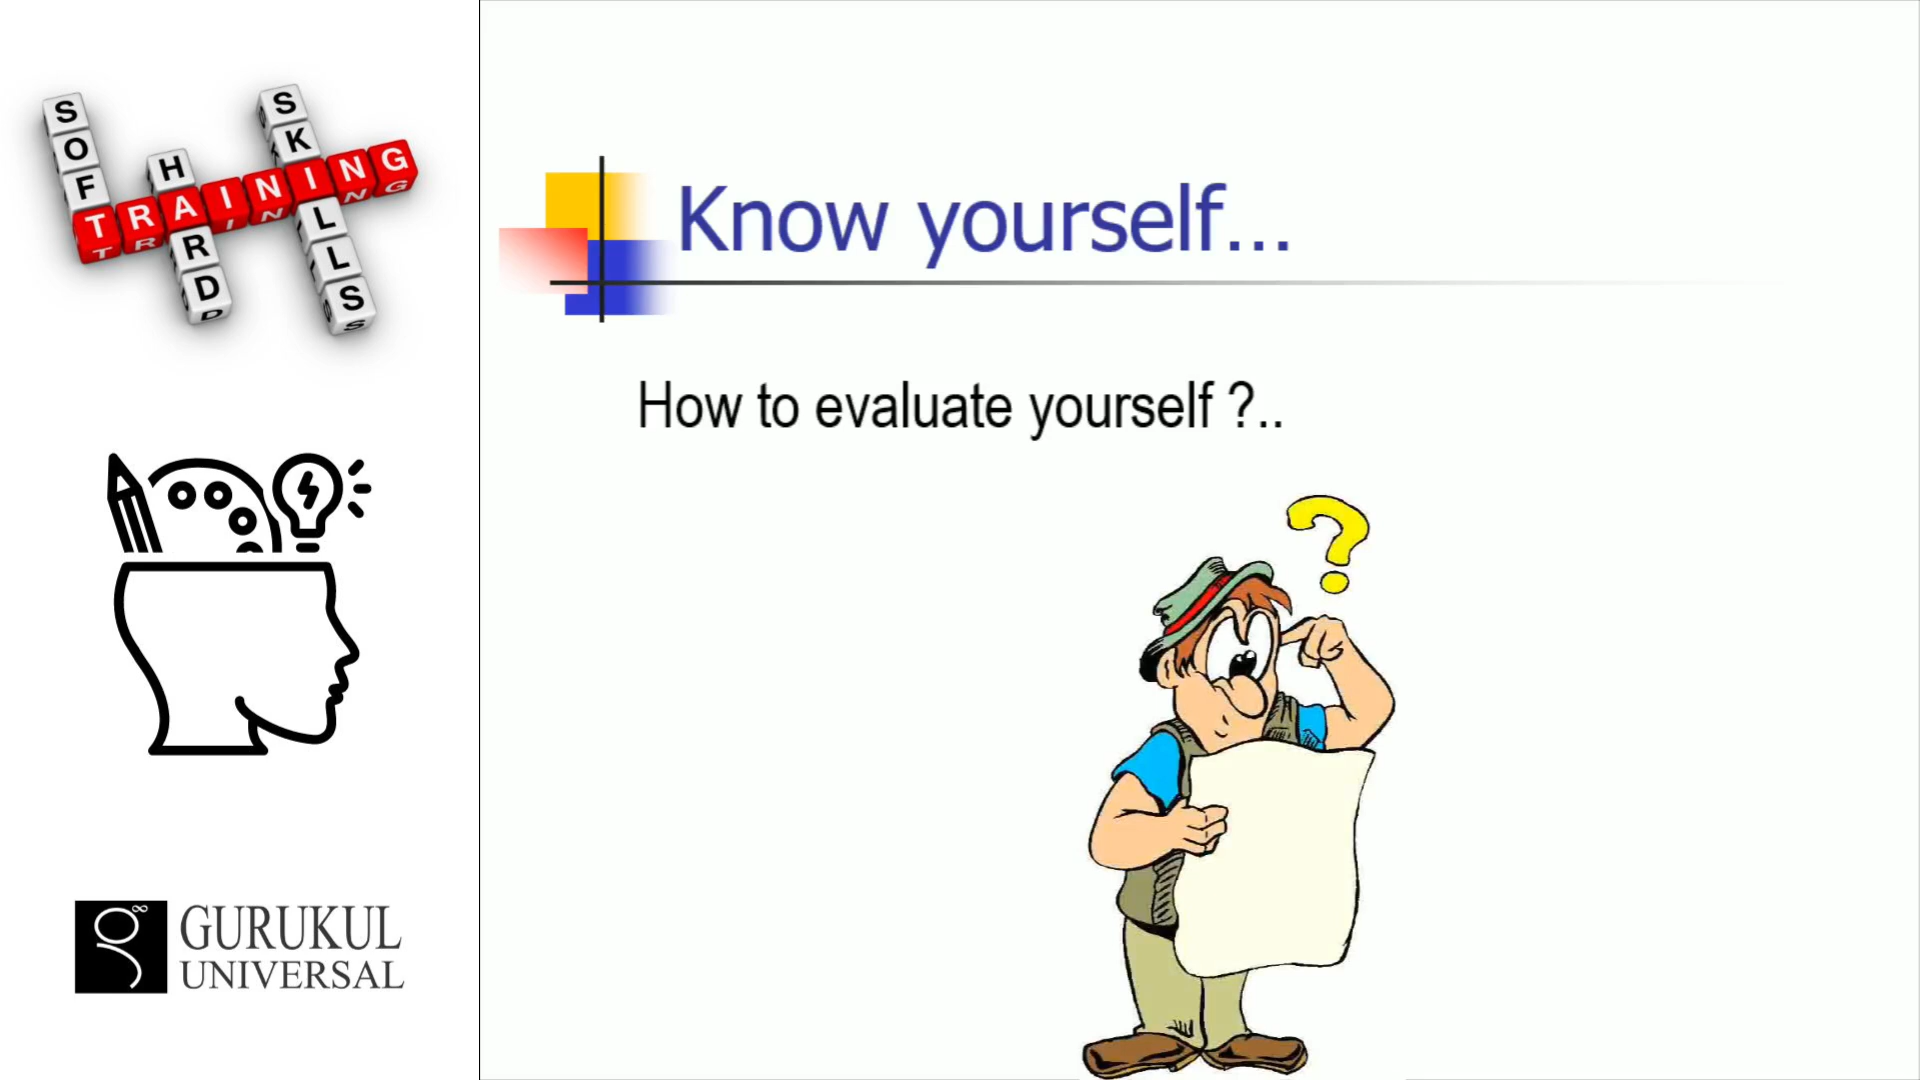 SOFT
HARD
SKILLS
TRAINING
Know yourself...
How to evaluate yourself ?..
?
GURUKUL
UNIVERSAL